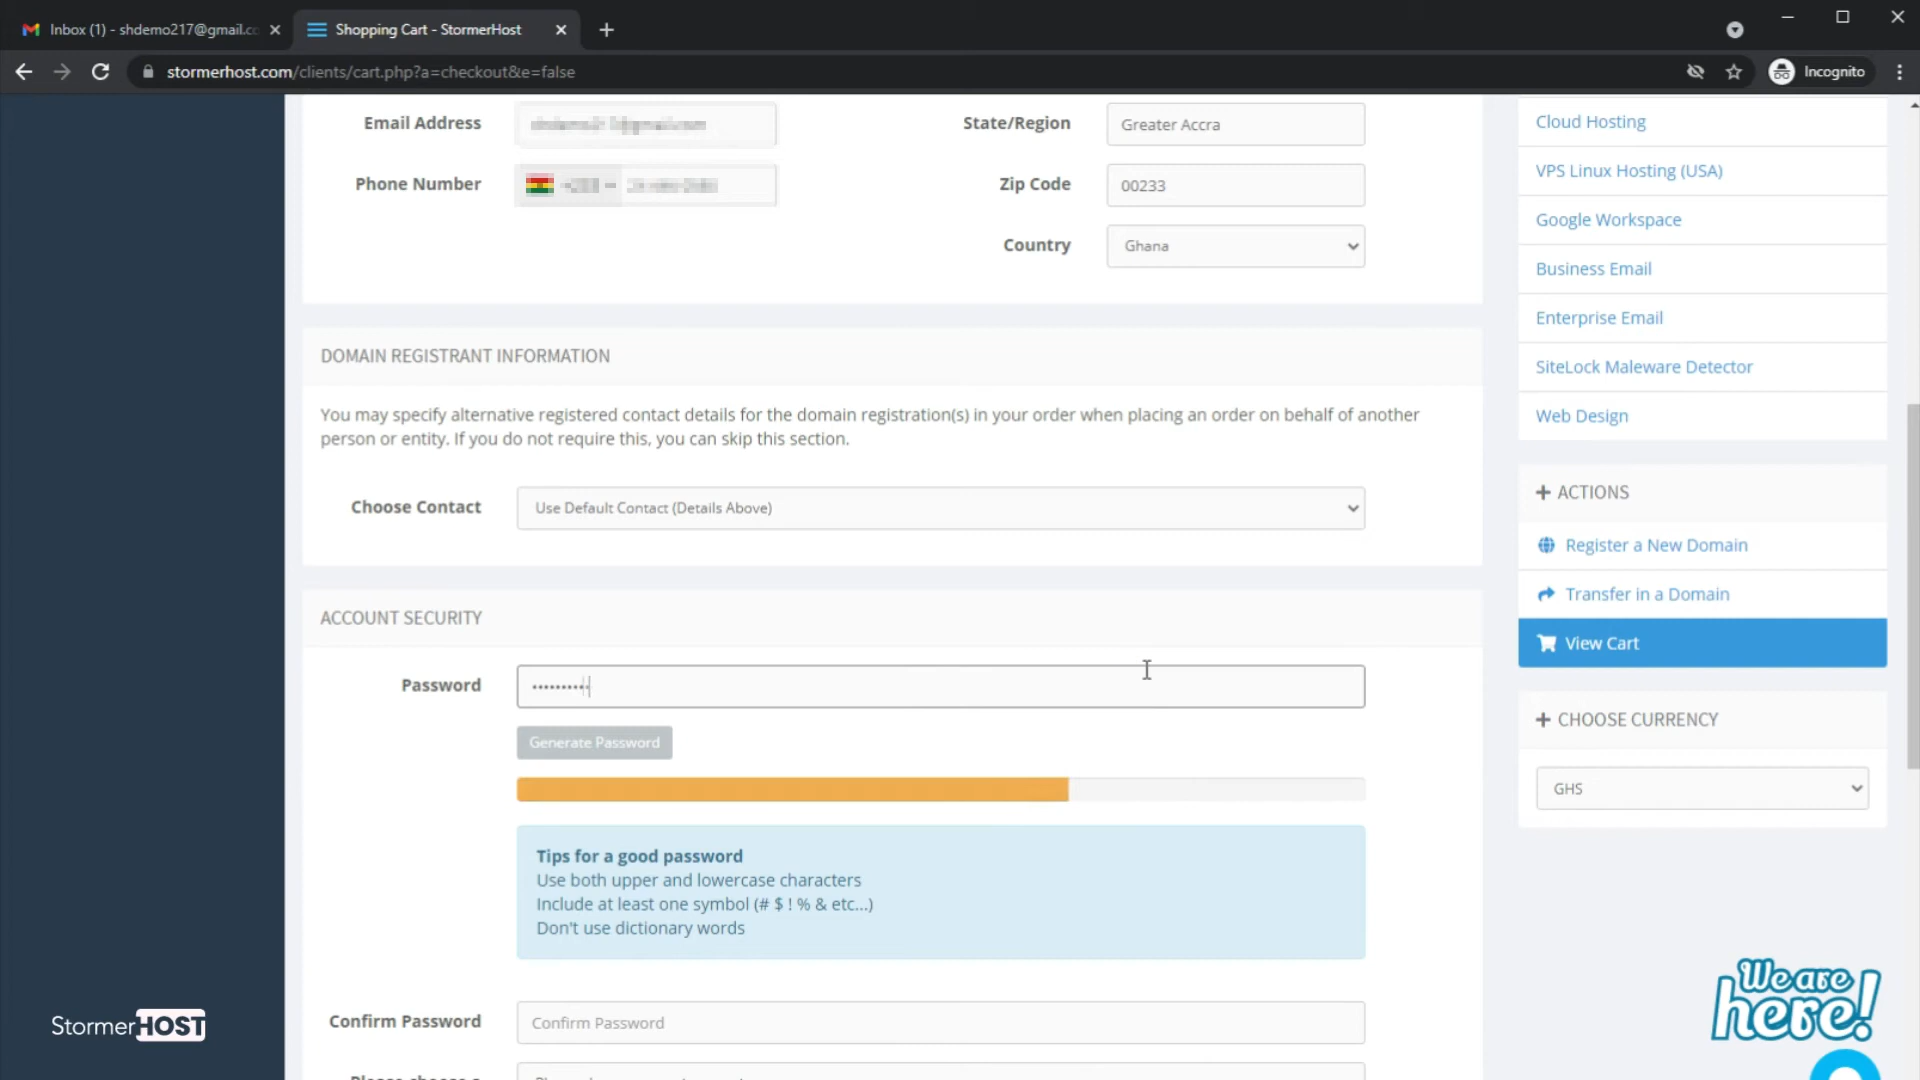 Inbox (1) - shdemo217@gmail.co
Shopping Cart - StormerHost
stormerhost.com/clients/cart.php?a=checkout&e=false
Incognito
Email Address
State/Region
Greater Accra
Phone Number
Zip Code
00233
Country
Ghana
DOMAIN REGISTRANT INFORMATION
You may specify alternative registered contact details for the domain registration(s) in your order when placing an order on behalf of another
person or entity. If you do not require this, you can skip this section.
Choose Contact
Use Default Contact (Details Above)
ACCOUNT SECURITY
Password
Generate Password
Tips for a good password
Use both upper and lowercase characters
Include at least one symbol (# $ ! % & etc...)
Don't use dictionary words
Confirm Password
Confirm Password
Cloud Hosting
VPS Linux Hosting (USA)
Google Workspace
Business Email
Enterprise Email
SiteLock Malware Detector
Web Design
ACTIONS
Register a New Domain
Transfer in a Domain
View Cart
CHOOSE CURRENCY
GHS
We are
here!
StormerHOST